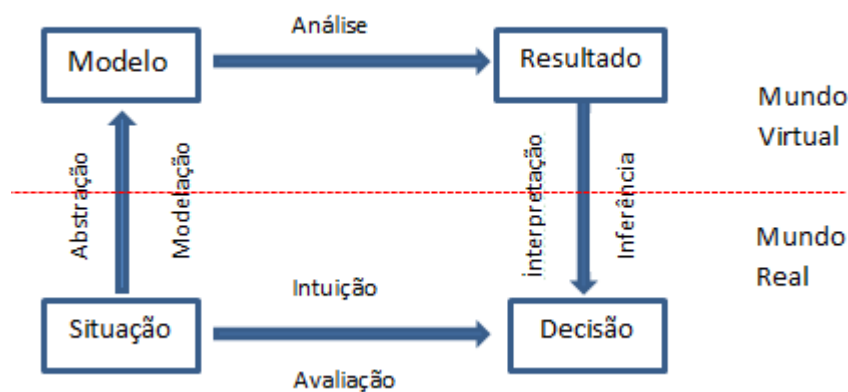 Análise
Modelo
Resultado
Mundo
Virtual
Abstração
Modelação
interpretação
Inferência
Mundo
Real
Intuição
Situação
Decisão
Avaliação